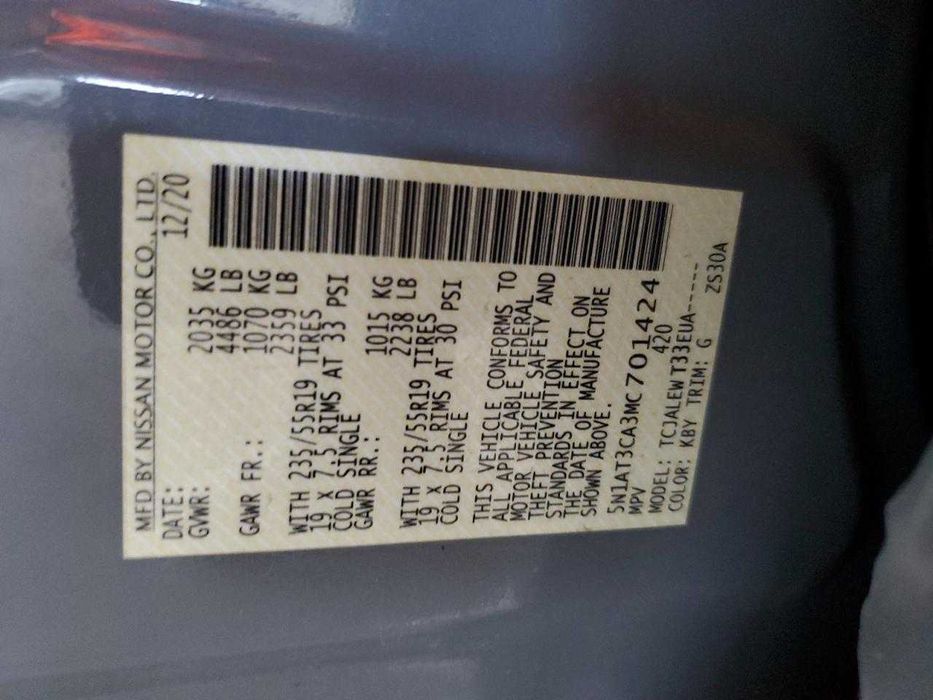 MFD BY NISSAN MOTOR CO., LTD.
DATE: 12/20
GVWR: 2035 KG
4486 LB
GAWR FR.: 1070 KG
2359 LB
WITH 235/55R19 TIRES
19 X 7.5 RIMS AT 33 PSI
COLD SINGLE
GAWR RR.: 1015 KG
2238 LB
WITH 235/55R19 TIRES
19 X 7.5 RIMS AT 30 PSI
COLD SINGLE
THIS VEHICLE CONFORMS TO
ALL APPLICABLE FEDERAL
MOTOR VEHICLE SAFETY AND
THEFT PREVENTION
STANDARDS IN EFFECT ON
THE DATE OF MANUFACTURE
SHOWN ABOVE.
5N1AT3CA3MC701424
MPV 420
MODEL: TCJALEWT33EUA-----
COLOR: KBY TRIM: G ZS30A